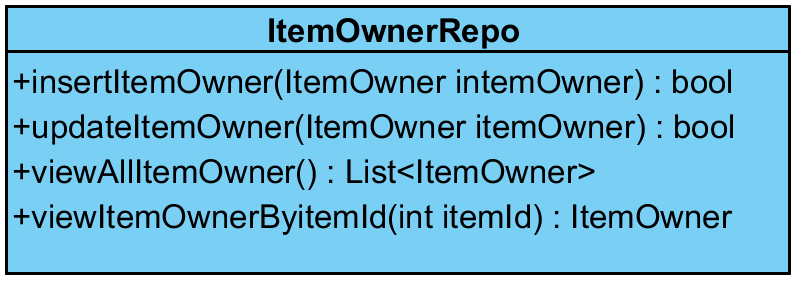 ItemOwnerRepo
+insertItemOwner(ItemOwner intemOwner) : bool
+updateItemOwner(ItemOwner itemOwner) : bool
+viewAllItemOwner() : List<ItemOwner>
+viewItemOwnerByitemId(int itemId) : ItemOwner